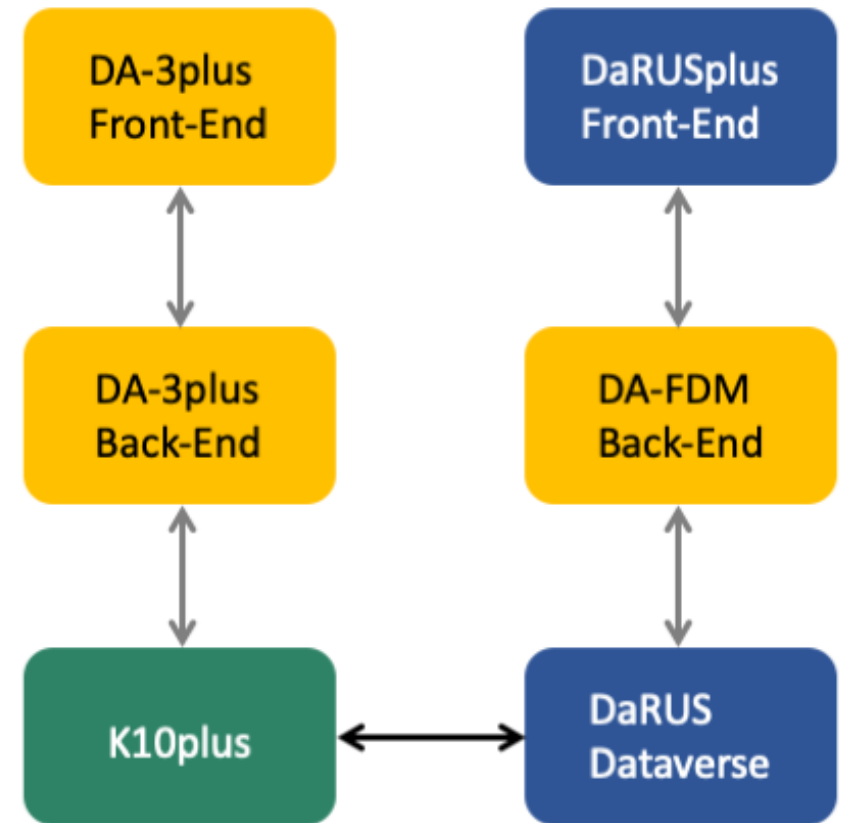 DA-3plus
Front-End
DaRUSplus
Front-End
DA-3plus
Back-End
DA-FDM
Back-End
K10plus
DaRUS
Dataverse